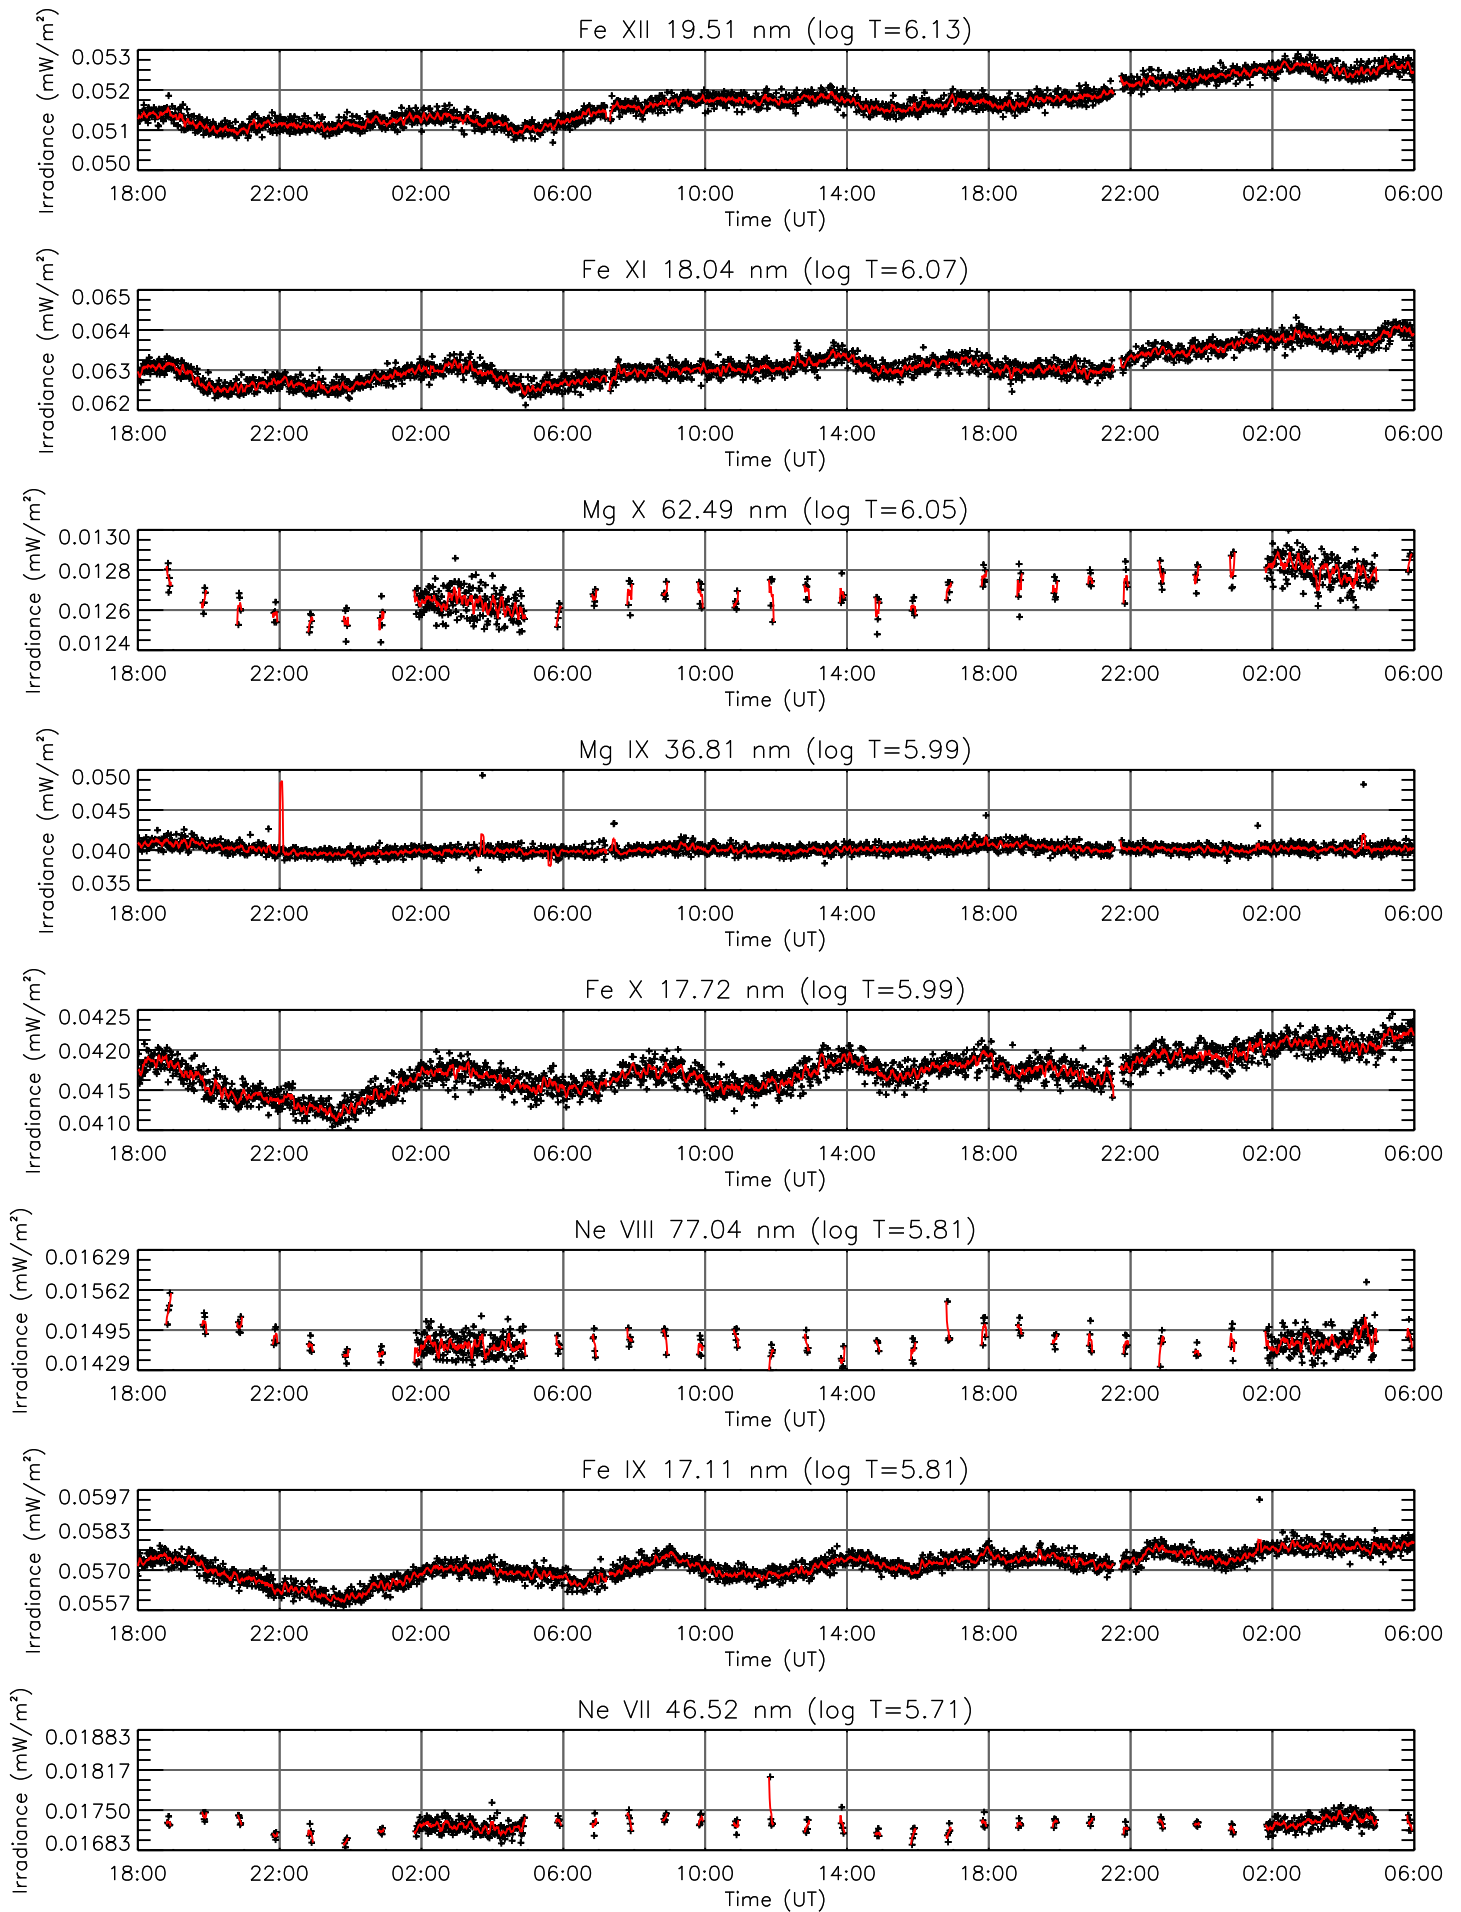 Fe XII 19.51 nm (log T=6.13)
Irradiance (mW/m²)
0.053
0.052
0.051
0.050
18:00 22:00 02:00 06:00 10:00 14:00 18:00 22:00 02:00 06:00
Time (UT)
Fe XI 18.04 nm (log T=6.07)
Irradiance (mW/m²)
0.065
0.064
0.063
0.062
18:00 22:00 02:00 06:00 10:00 14:00 18:00 22:00 02:00 06:00
Time (UT)
Mg X 62.49 nm (log T=6.05)
Irradiance (mW/m²)
0.0130
0.0128
0.0126
0.0124
18:00 22:00 02:00 06:00 10:00 14:00 18:00 22:00 02:00 06:00
Time (UT)
Mg IX 36.81 nm (log T=5.99)
Irradiance (mW/m²)
0.050
0.045
0.040
0.035
18:00 22:00 02:00 06:00 10:00 14:00 18:00 22:00 02:00 06:00
Time (UT)
Fe X 17.72 nm (log T=5.99)
Irradiance (mW/m²)
0.0425
0.0420
0.0415
0.0410
18:00 22:00 02:00 06:00 10:00 14:00 18:00 22:00 02:00 06:00
Time (UT)
Ne VIII 77.04 nm (log T=5.81)
Irradiance (mW/m²)
0.01629
0.01562
0.01495
0.01429
18:00 22:00 02:00 06:00 10:00 14:00 18:00 22:00 02:00 06:00
Time (UT)
Fe IX 17.11 nm (log T=5.81)
Irradiance (mW/m²)
0.0597
0.0583
0.0570
0.0557
18:00 22:00 02:00 06:00 10:00 14:00 18:00 22:00 02:00 06:00
Time (UT)
Ne VII 46.52 nm (log T=5.71)
Irradiance (mW/m²)
0.01883
0.01817
0.01750
0.01683
18:00 22:00 02:00 06:00 10:00 14:00 18:00 22:00 02:00 06:00
Time (UT)